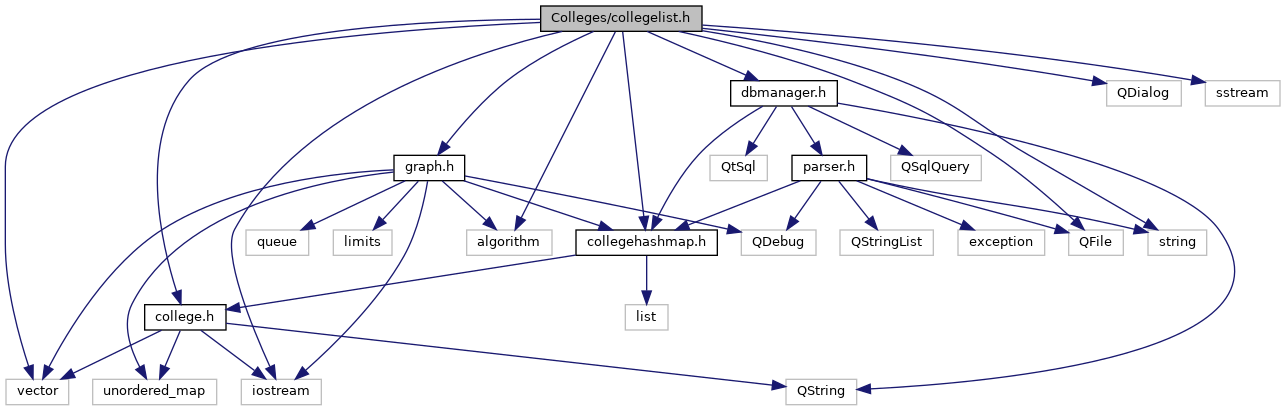 Colleges/collegelist.h
dbmanager.h
QDialog
sstream
graph.h
QtSql
parser.h
QSqlQuery
queue
limits
algorithm
collegehashmap.h
QDebug
QStringList
exception
QFile
string
college.h
list
vector
unordered_map
iostream
QString